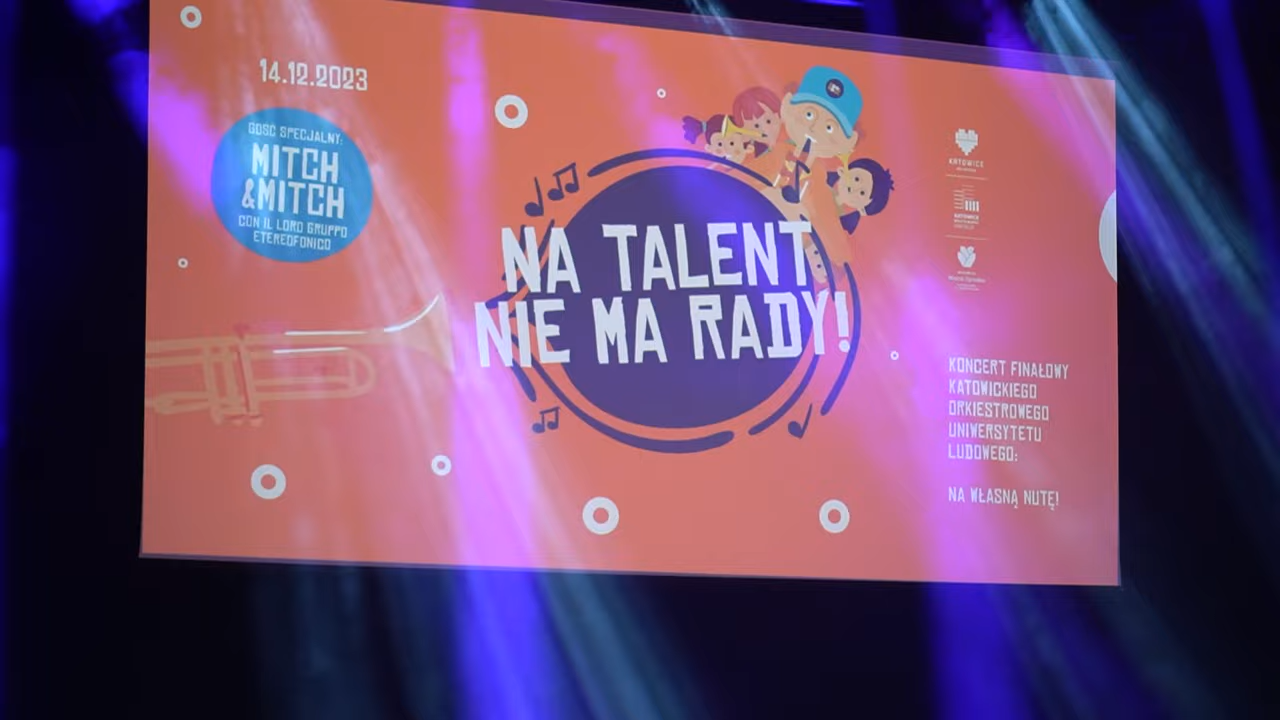 14.12.2023
GOŚĆ SPECJALNY:
MITCH
&MITCH
CON IL LORO GRUPPO
ETEREOFONICO
NA TALENT
NIE MA RADY!
KATOWICE
KATOWICE
KONCERT FINAŁOWY
KATOWICKIEGO
ORKIESTROWEGO
UNIWERSYTETU
LUDOWEGO:
NA WŁASNĄ NUTĘ!